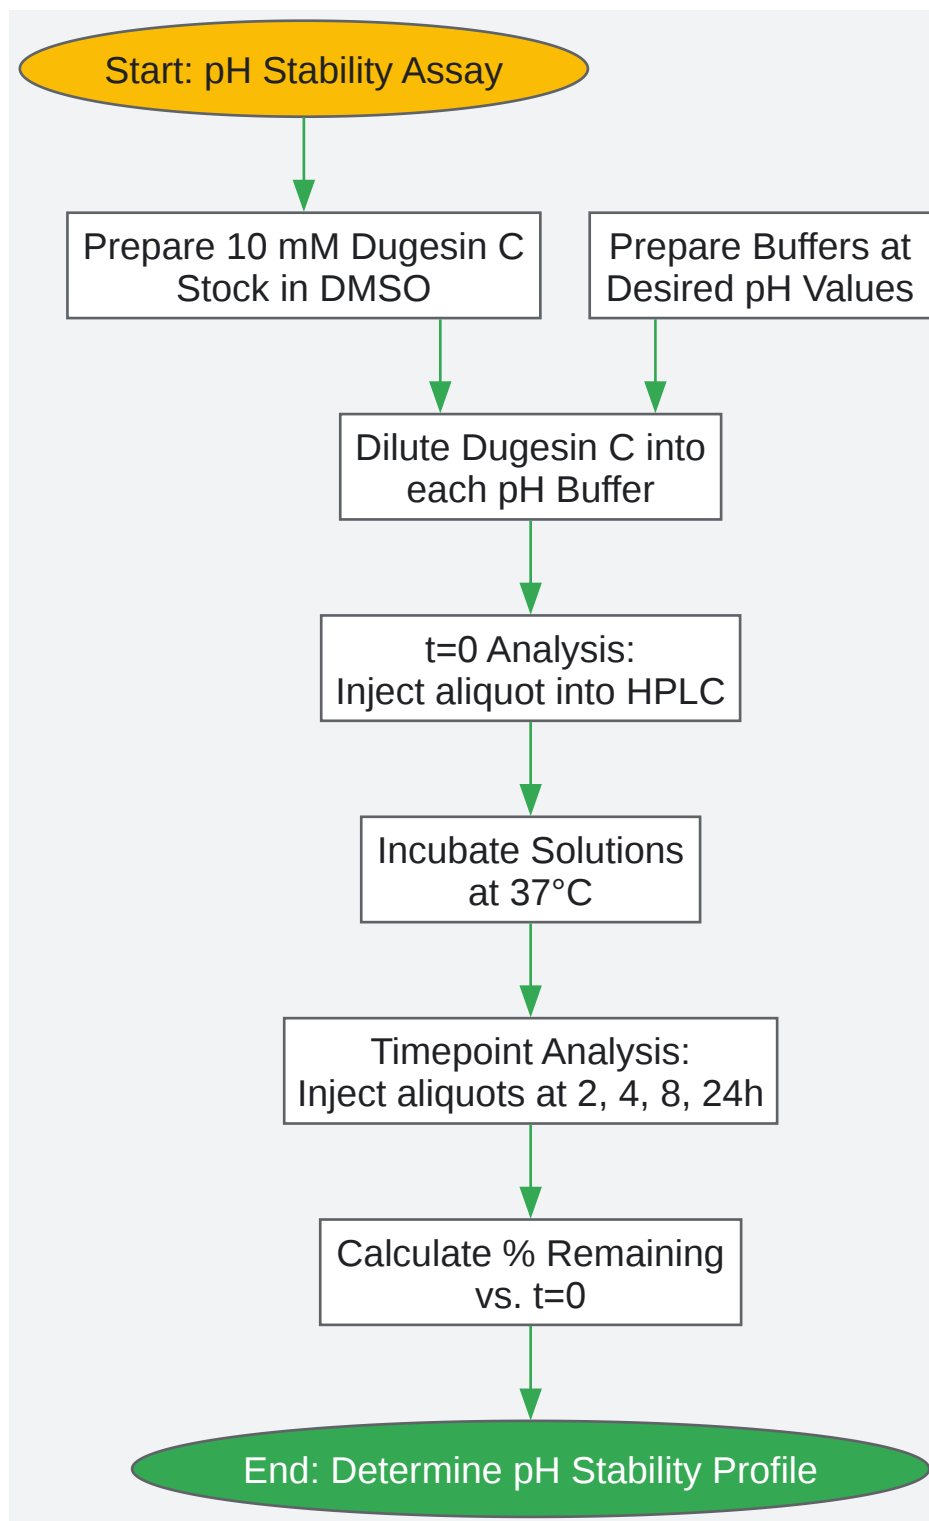 Start: pH Stability Assay
Prepare 10 mM Dugesin C
Stock in DMSO
Prepare Buffers at
Desired pH Values
Dilute Dugesin C into
each pH Buffer
t=0 Analysis:
Inject aliquot into HPLC
Incubate Solutions
at 37°C
Timepoint Analysis:
Inject aliquots at 2, 4, 8, 24h
Calculate % Remaining
vs. t=0
End: Determine pH Stability Profile